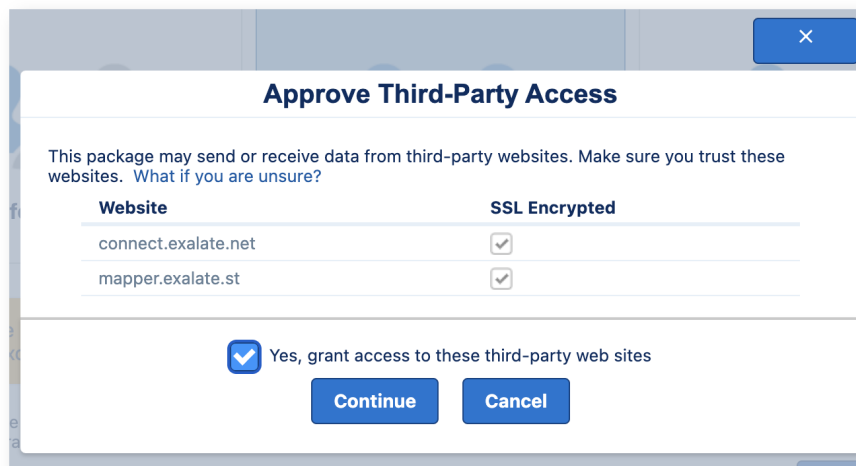 Approve Third-Party Access
This package may send or receive data from third-party websites. Make sure you trust these
websites. What if you are unsure?
Website SSL Encrypted
connect.exalate.net
mapper.exalate.st
Yes, grant access to these third-party web sites
Continue Cancel